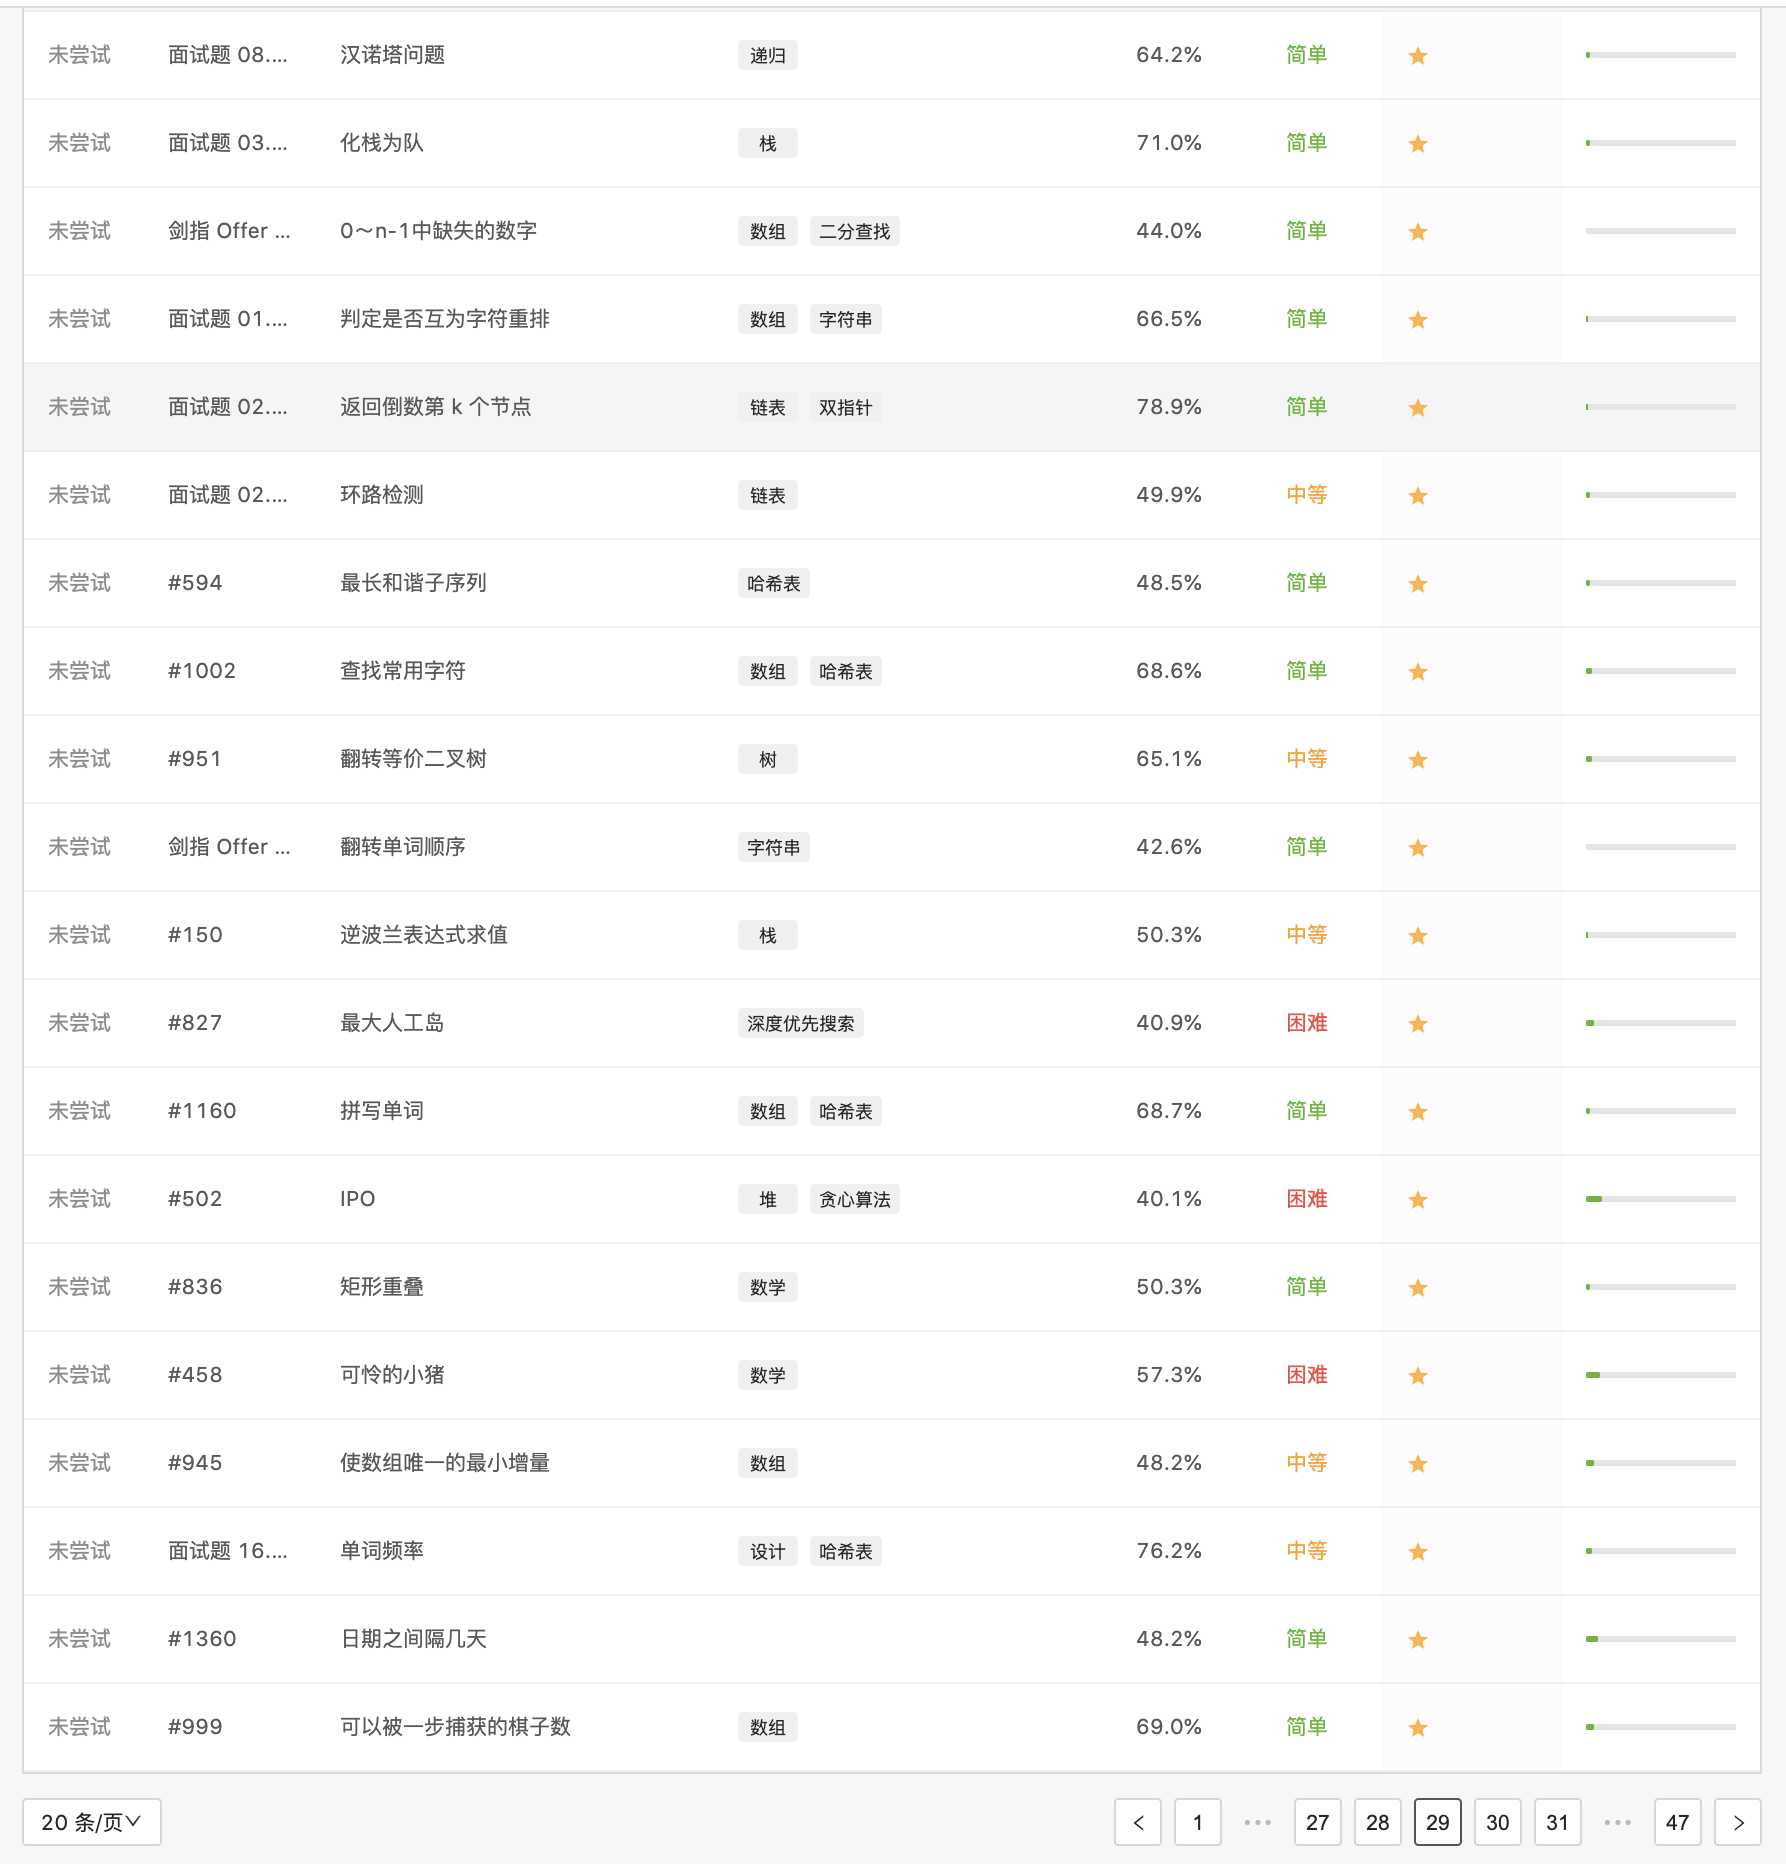 未尝试 面试题 08.... 汉诺塔问题 递归 64.2% 简单
未尝试 面试题 03.... 化栈为队 栈 71.0% 简单
未尝试 剑指 Offer ... 0～n-1中缺失的数字 数组 二分查找 44.0% 简单
未尝试 面试题 01.... 判定是否互为字符重排 数组 字符串 66.5% 简单
未尝试 面试题 02.... 返回倒数第 k 个节点 链表 双指针 78.9% 简单
未尝试 面试题 02.... 环路检测 链表 49.9% 中等
未尝试 #594 最长和谐子序列 哈希表 48.5% 简单
未尝试 #1002 查找常用字符 数组 哈希表 68.6% 简单
未尝试 #951 翻转等价二叉树 树 65.1% 中等
未尝试 剑指 Offer ... 翻转单词顺序 字符串 42.6% 简单
未尝试 #150 逆波兰表达式求值 栈 50.3% 中等
未尝试 #827 最大人工岛 深度优先搜索 40.9% 困难
未尝试 #1160 拼写单词 数组 哈希表 68.7% 简单
未尝试 #502 IPO 堆 贪心算法 40.1% 困难
未尝试 #836 矩形重叠 数学 50.3% 简单
未尝试 #458 可怜的小猪 数学 57.3% 困难
未尝试 #945 使数组唯一的最小增量 数组 48.2% 中等
未尝试 面试题 16.... 单词频率 设计 哈希表 76.2% 中等
未尝试 #1360 日期之间隔几天 48.2% 简单
未尝试 #999 可以被一步捕获的棋子数 数组 69.0% 简单
20 条/页 < 1 ••• 27 28 29 30 31 ••• 47 >